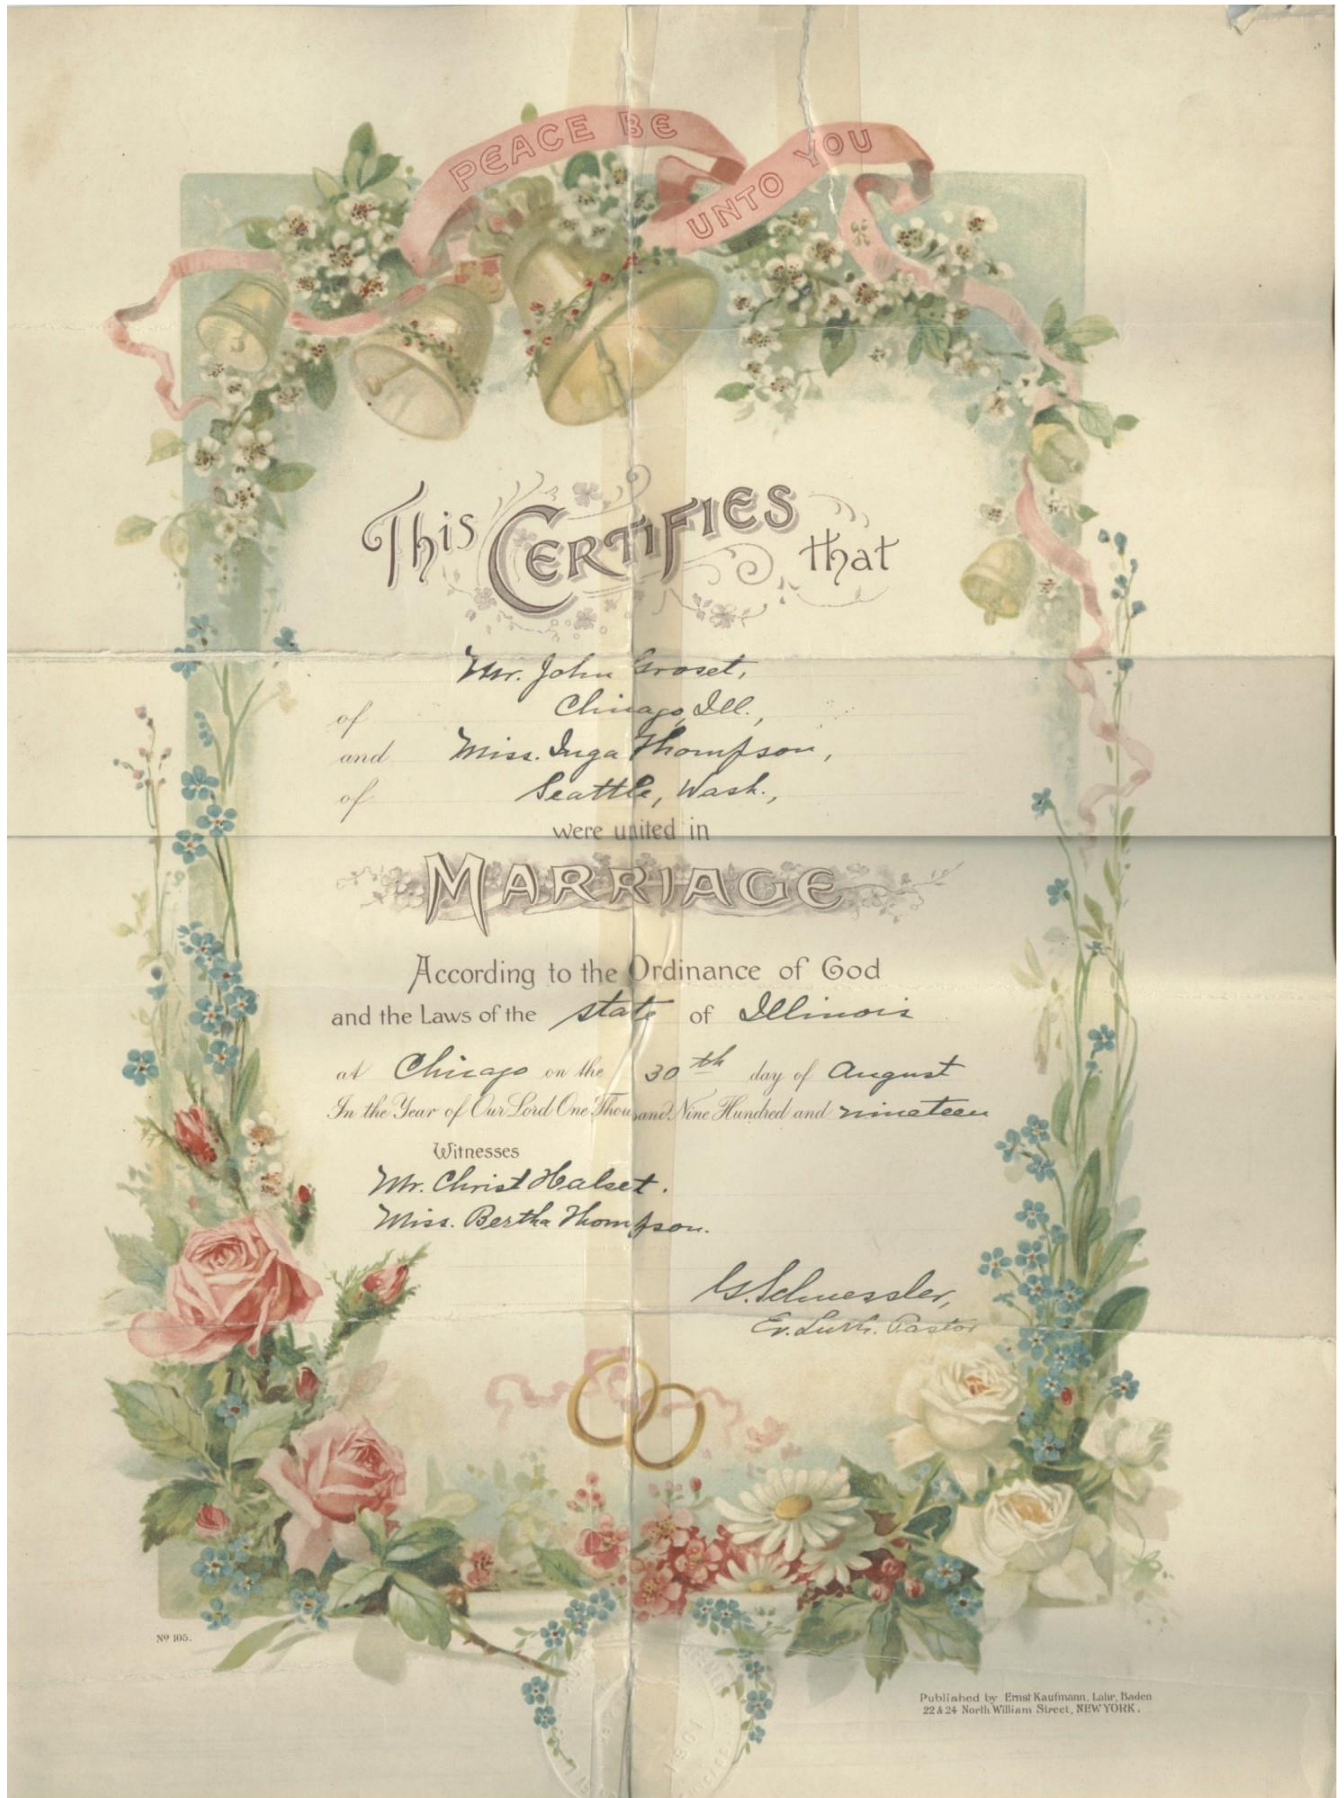 PEACE BE
UNTO YOU
This CERTIFIES that
Mr. John Groset,
of Chicago, Ill.,
and Miss. Inga Thompson,
of Seattle, Wash.,
were united in
MARRIAGE
According to the Ordinance of God
and the Laws of the state of Illinois
at Chicago on the 30th day of August
In the Year of Our Lord One Thousand Nine Hundred and nineteen
Witnesses
Mr. Christ Halset.
Miss. Bertha Thompson.
G. Schuessler,
Ev. Luth. Pastor
No 105.
Published by Ernst Kaufmann, Lahr, Baden
22 & 24 North William Street, NEW YORK.